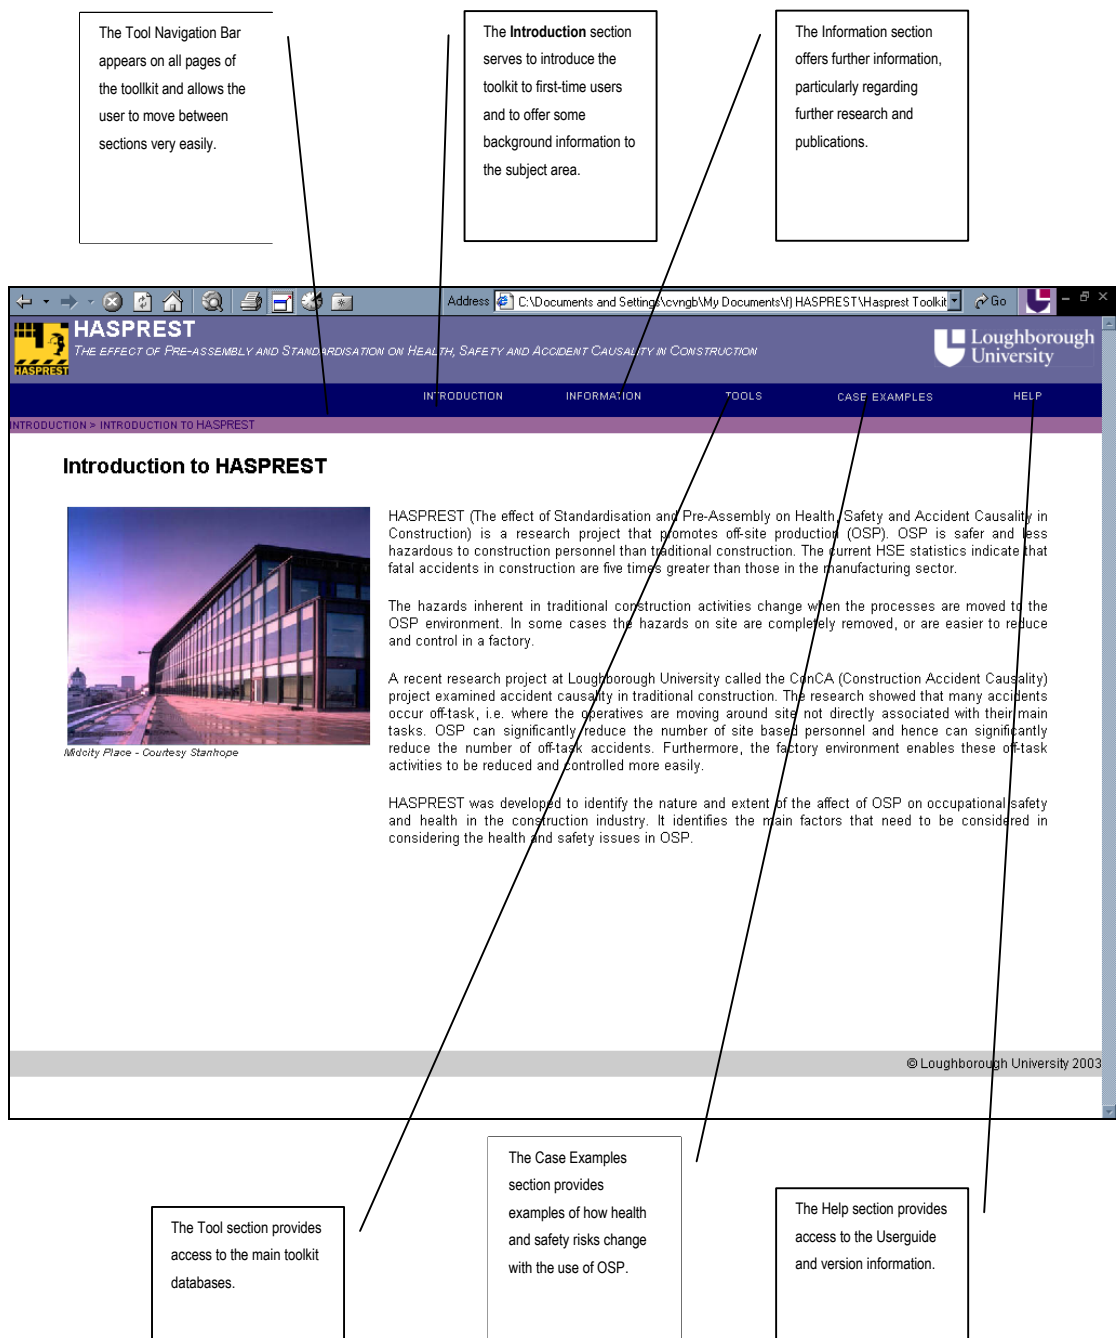 The Tool Navigation Bar
appears on all pages of
the toollkit and allows the
user to move between
sections very easily.
The Introduction section
serves to introduce the
toolkit to first-time users
and to offer some
background information to
the subject area.
The Information section
offers further information,
particularly regarding
further research and
publications.
Address C:\Documents and Settings\cvngb\My Documents\f) HASPREST\Hasprest Toolkit Go
HASPREST
THE EFFECT OF PRE-ASSEMBLY AND STANDARDISATION ON HEALTH, SAFETY AND ACCIDENT CAUSALITY IN CONSTRUCTION
HASPREST
Loughborough
University
INTRODUCTION INFORMATION TOOLS CASE EXAMPLES HELP
INTRODUCTION > INTRODUCTION TO HASPREST
Introduction to HASPREST
HASPREST (The effect of Standardisation and Pre-Assembly on Health, Safety and Accident Causality in
Construction) is a research project that promotes off-site production (OSP). OSP is safer and less
hazardous to construction personnel than traditional construction. The current HSE statistics indicate that
fatal accidents in construction are five times greater than those in the manufacturing sector.
The hazards inherent in traditional construction activities change when the processes are moved to the
OSP environment. In some cases the hazards on site are completely removed, or are easier to reduce
and control in a factory.
A recent research project at Loughborough University called the ConCA (Construction Accident Causality)
project examined accident causality in traditional construction. The research showed that many accidents
occur off-task, i.e. where the operatives are moving around site not directly associated with their main
tasks. OSP can significantly reduce the number of site based personnel and hence can significantly
reduce the number of off-task accidents. Furthermore, the factory environment enables these off-task
activities to be reduced and controlled more easily.
HASPREST was developed to identify the nature and extent of the affect of OSP on occupational safety
and health in the construction industry. It identifies the main factors that need to be considered in
considering the health and safety issues in OSP.
Midcity Place - Courtesy Stanhope
© Loughborough University 2003
The Tool section provides
access to the main toolkit
databases.
The Case Examples
section provides
examples of how health
and safety risks change
with the use of OSP.
The Help section provides
access to the Userguide
and version information.